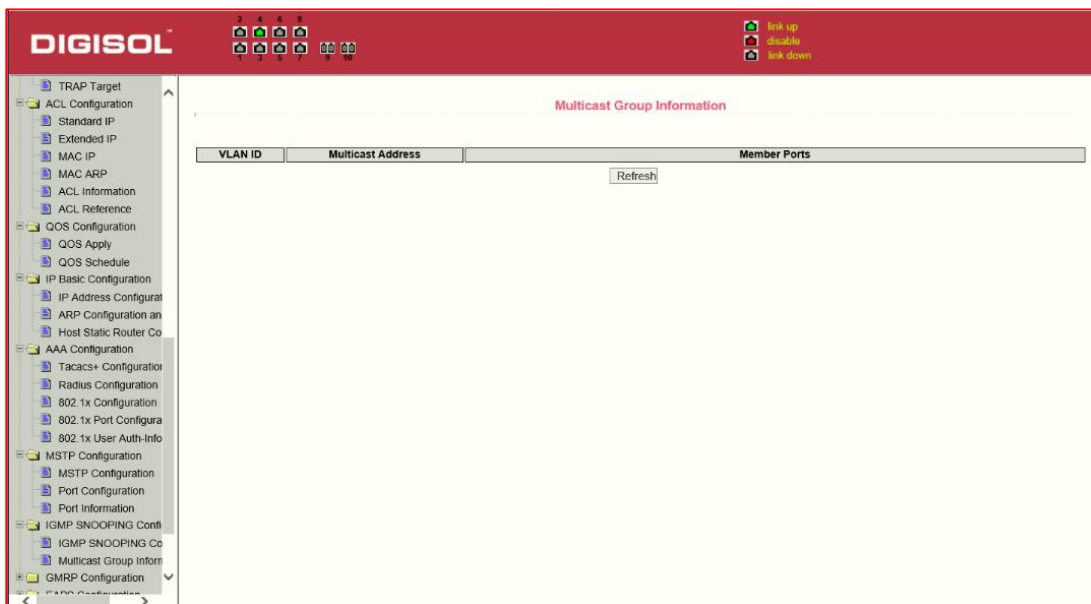 DIGISOL™
2 4 6 8
1 3 5 7 9 10
link up
disable
link down
TRAP Target
ACL Configuration
Standard IP
Extended IP
MAC IP
MAC ARP
ACL Information
ACL Reference
QOS Configuration
QOS Apply
QOS Schedule
IP Basic Configuration
IP Address Configurat
ARP Configuration an
Host Static Router Co
AAA Configuration
Tacacs+ Configuration
Radius Configuration
802.1x Configuration
802.1x Port Configura
802.1x User Auth-Info
MSTP Configuration
MSTP Configuration
Port Configuration
Port Information
IGMP SNOOPING Confi
IGMP SNOOPING Co
Multicast Group Inform
GMRP Configuration
EAPS Configuration
Multicast Group Information
VLAN ID Multicast Address Member Ports
Refresh